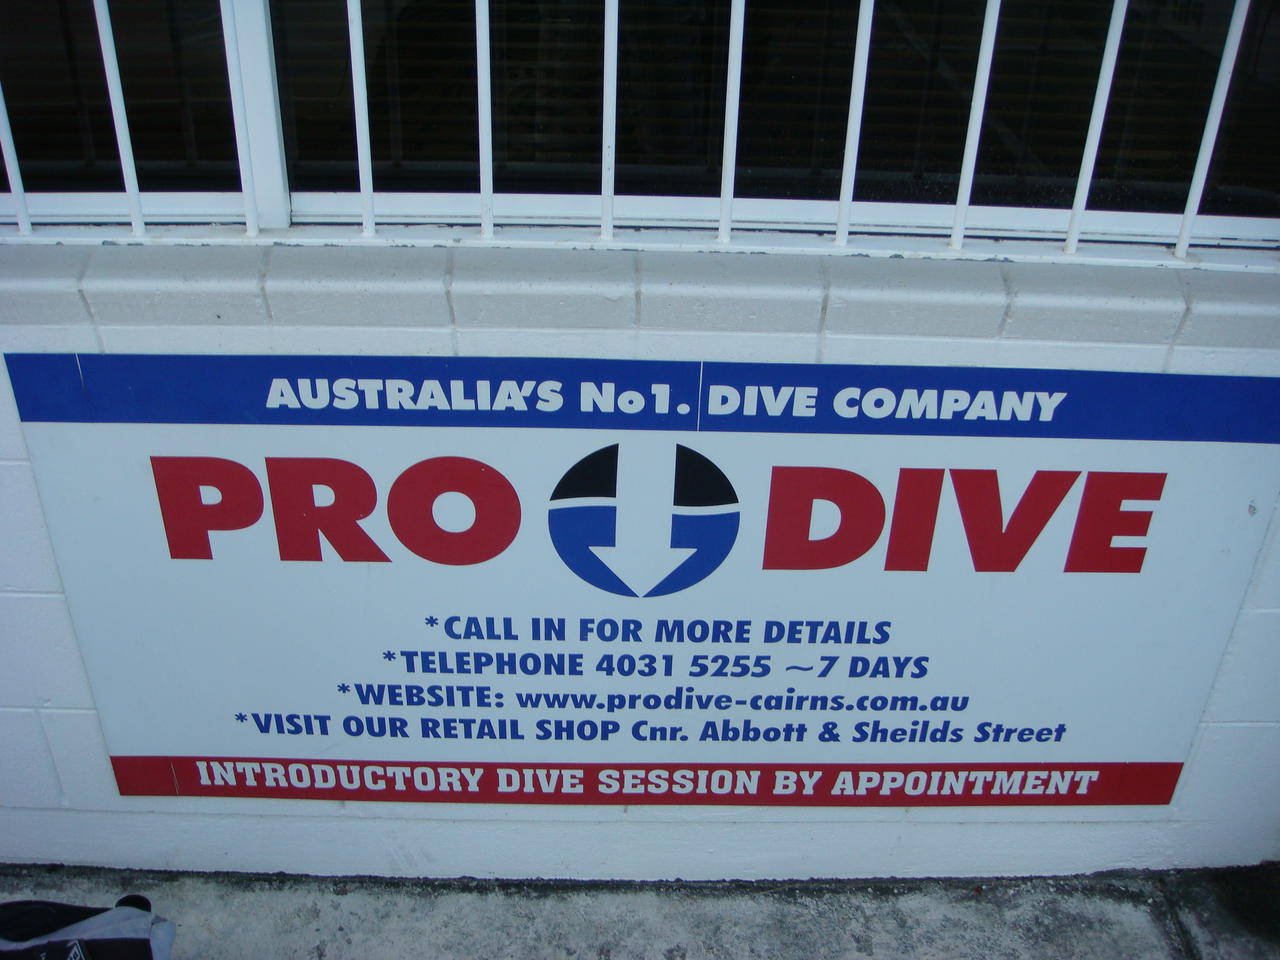 AUSTRALIA'S No1. DIVE COMPANY
PRO DIVE
*CALL IN FOR MORE DETAILS
*TELEPHONE 4031 5255 ~7 DAYS
*WEBSITE: www.prodive-cairns.com.au
*VISIT OUR RETAIL SHOP Cnr. Abbott & Sheilds Street
INTRODUCTORY DIVE SESSION BY APPOINTMENT